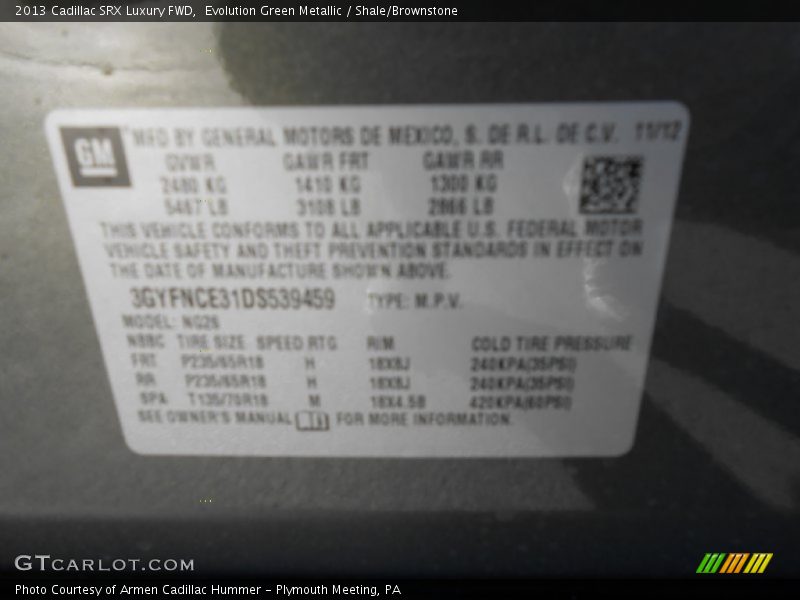 2013 Cadillac SRX Luxury FWD,  Evolution Green Metallic / Shale/Brownstone
GM
MFD BY GENERAL MOTORS DE MEXICO, S. DE R.L. DE C.V. 11/12
GVWR GAWR FRT GAWR RR
2480 KG 1410 KG 1300 KG
5467 LB 3108 LB 2866 LB
THIS VEHICLE CONFORMS TO ALL APPLICABLE U.S. FEDERAL MOTOR
VEHICLE SAFETY AND THEFT PREVENTION STANDARDS IN EFFECT ON
THE DATE OF MANUFACTURE SHOWN ABOVE.
3GYFNCE31DS539459 TYPE: M.P.V.
MODEL: NG26
TIRE SIZE SPEED RTG RIM COLD TIRE PRESSURE
FRT P235/65R18 H 18X8J 240KPA(35PSI)
RR P235/65R18 H 18X8J 240KPA(35PSI)
SPA T135/70R18 M 18X4.5B 420KPA(60PSI)
SEE OWNER'S MANUAL FOR MORE INFORMATION.
GTCARLOT.COM
Photo Courtesy of Armen Cadillac Hummer - Plymouth Meeting, PA